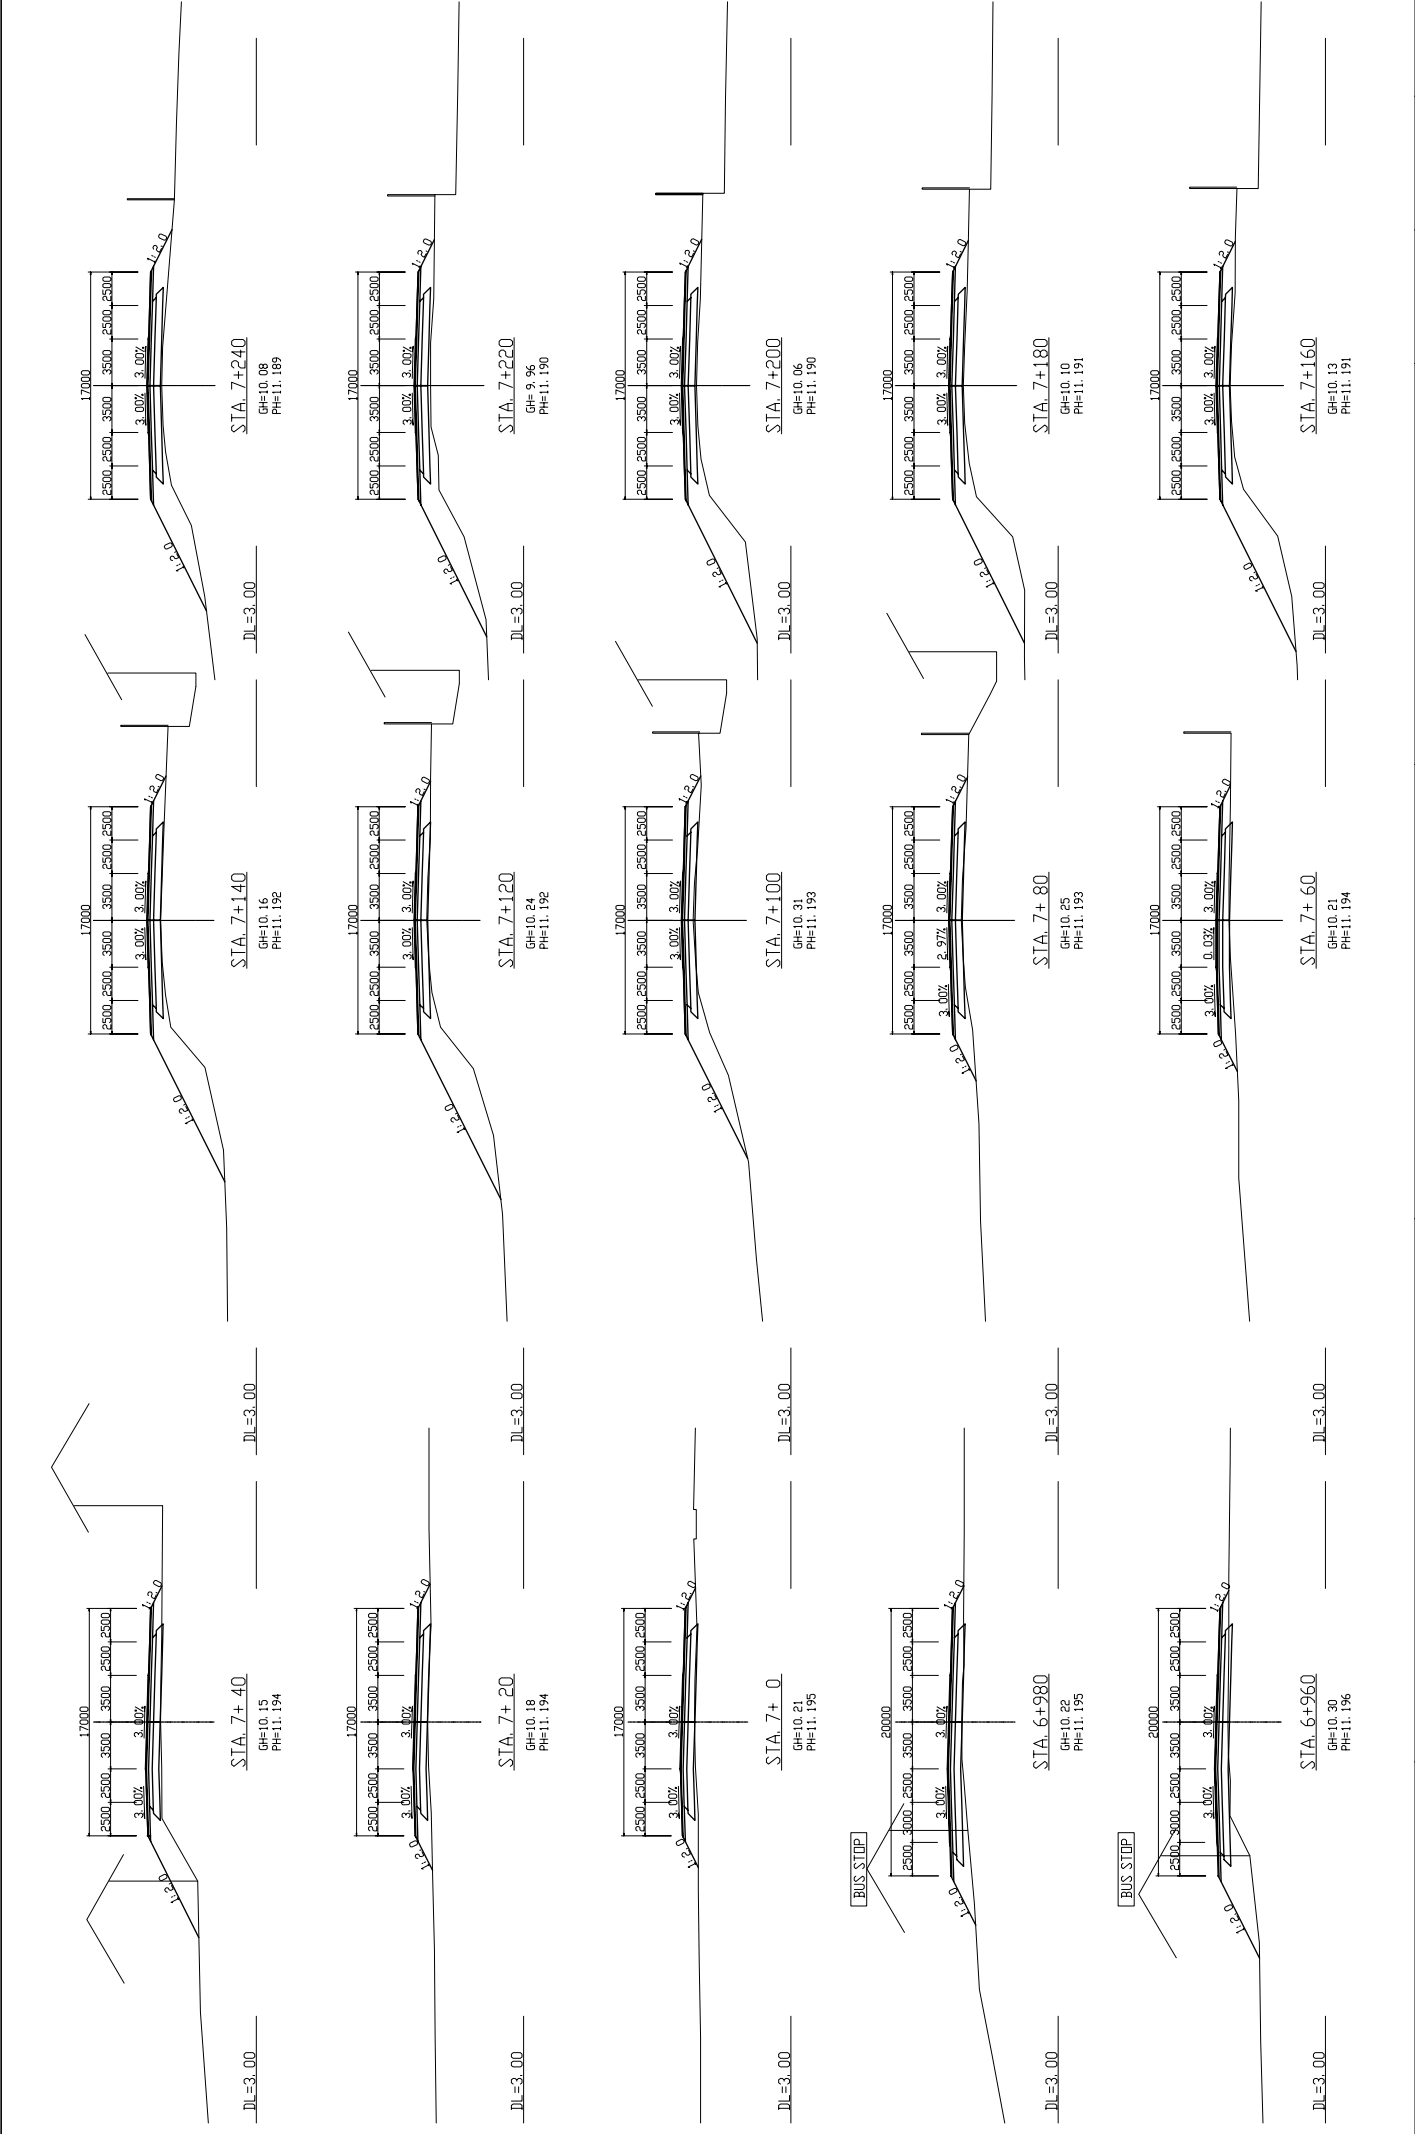 17000
2500 2500 3500 3500 2500 2500
3.00% 3.00%
1:2.0 1:2.0
STA. 7+ 40
GH=10.15
PH=11.194
DL=3.00
17000
2500 2500 3500 3500 2500 2500
3.00% 3.00%
1:2.0 1:2.0
STA. 7+140
GH=10.16
PH=11.192
DL=3.00
17000
2500 2500 3500 3500 2500 2500
3.00% 3.00%
1:2.0 1:2.0
STA. 7+240
GH=10.08
PH=11.189
DL=3.00
17000
2500 2500 3500 3500 2500 2500
3.00% 3.00%
1:2.0 1:2.0
STA. 7+ 20
GH=10.18
PH=11.194
DL=3.00
17000
2500 2500 3500 3500 2500 2500
3.00% 3.00%
1:2.0 1:2.0
STA. 7+120
GH=10.24
PH=11.192
DL=3.00
17000
2500 2500 3500 3500 2500 2500
3.00% 3.00%
1:2.0 1:2.0
STA. 7+220
GH= 9.96
PH=11.190
DL=3.00
17000
2500 2500 3500 3500 2500 2500
3.00% 3.00%
1:2.0 1:2.0
STA. 7+ 0
GH=10.21
PH=11.195
DL=3.00
17000
2500 2500 3500 3500 2500 2500
3.00% 3.00%
1:2.0 1:2.0
STA. 7+100
GH=10.31
PH=11.193
DL=3.00
17000
2500 2500 3500 3500 2500 2500
3.00% 3.00%
1:2.0 1:2.0
STA. 7+200
GH=10.06
PH=11.190
DL=3.00
BUS STOP
20000
2500 3000 2500 3500 3500 2500 2500
3.00% 3.00%
1:2.0 1:2.0
STA. 6+980
GH=10.22
PH=11.195
DL=3.00
17000
2500 2500 3500 3500 2500 2500
3.00% 2.97% 3.00%
1:2.0 1:2.0
STA. 7+ 80
GH=10.25
PH=11.193
DL=3.00
17000
2500 2500 3500 3500 2500 2500
3.00% 3.00%
1:2.0 1:2.0
STA. 7+180
GH=10.10
PH=11.191
DL=3.00
BUS STOP
20000
2500 3000 2500 3500 3500 2500 2500
3.00% 3.00%
1:2.0 1:2.0
STA. 6+960
GH=10.30
PH=11.196
DL=3.00
17000
2500 2500 3500 3500 2500 2500
3.00% 0.03% 3.00%
1:2.0 1:2.0
STA. 7+ 60
GH=10.21
PH=11.194
DL=3.00
17000
2500 2500 3500 3500 2500 2500
3.00% 3.00%
1:2.0 1:2.0
STA. 7+160
GH=10.13
PH=11.191
DL=3.00